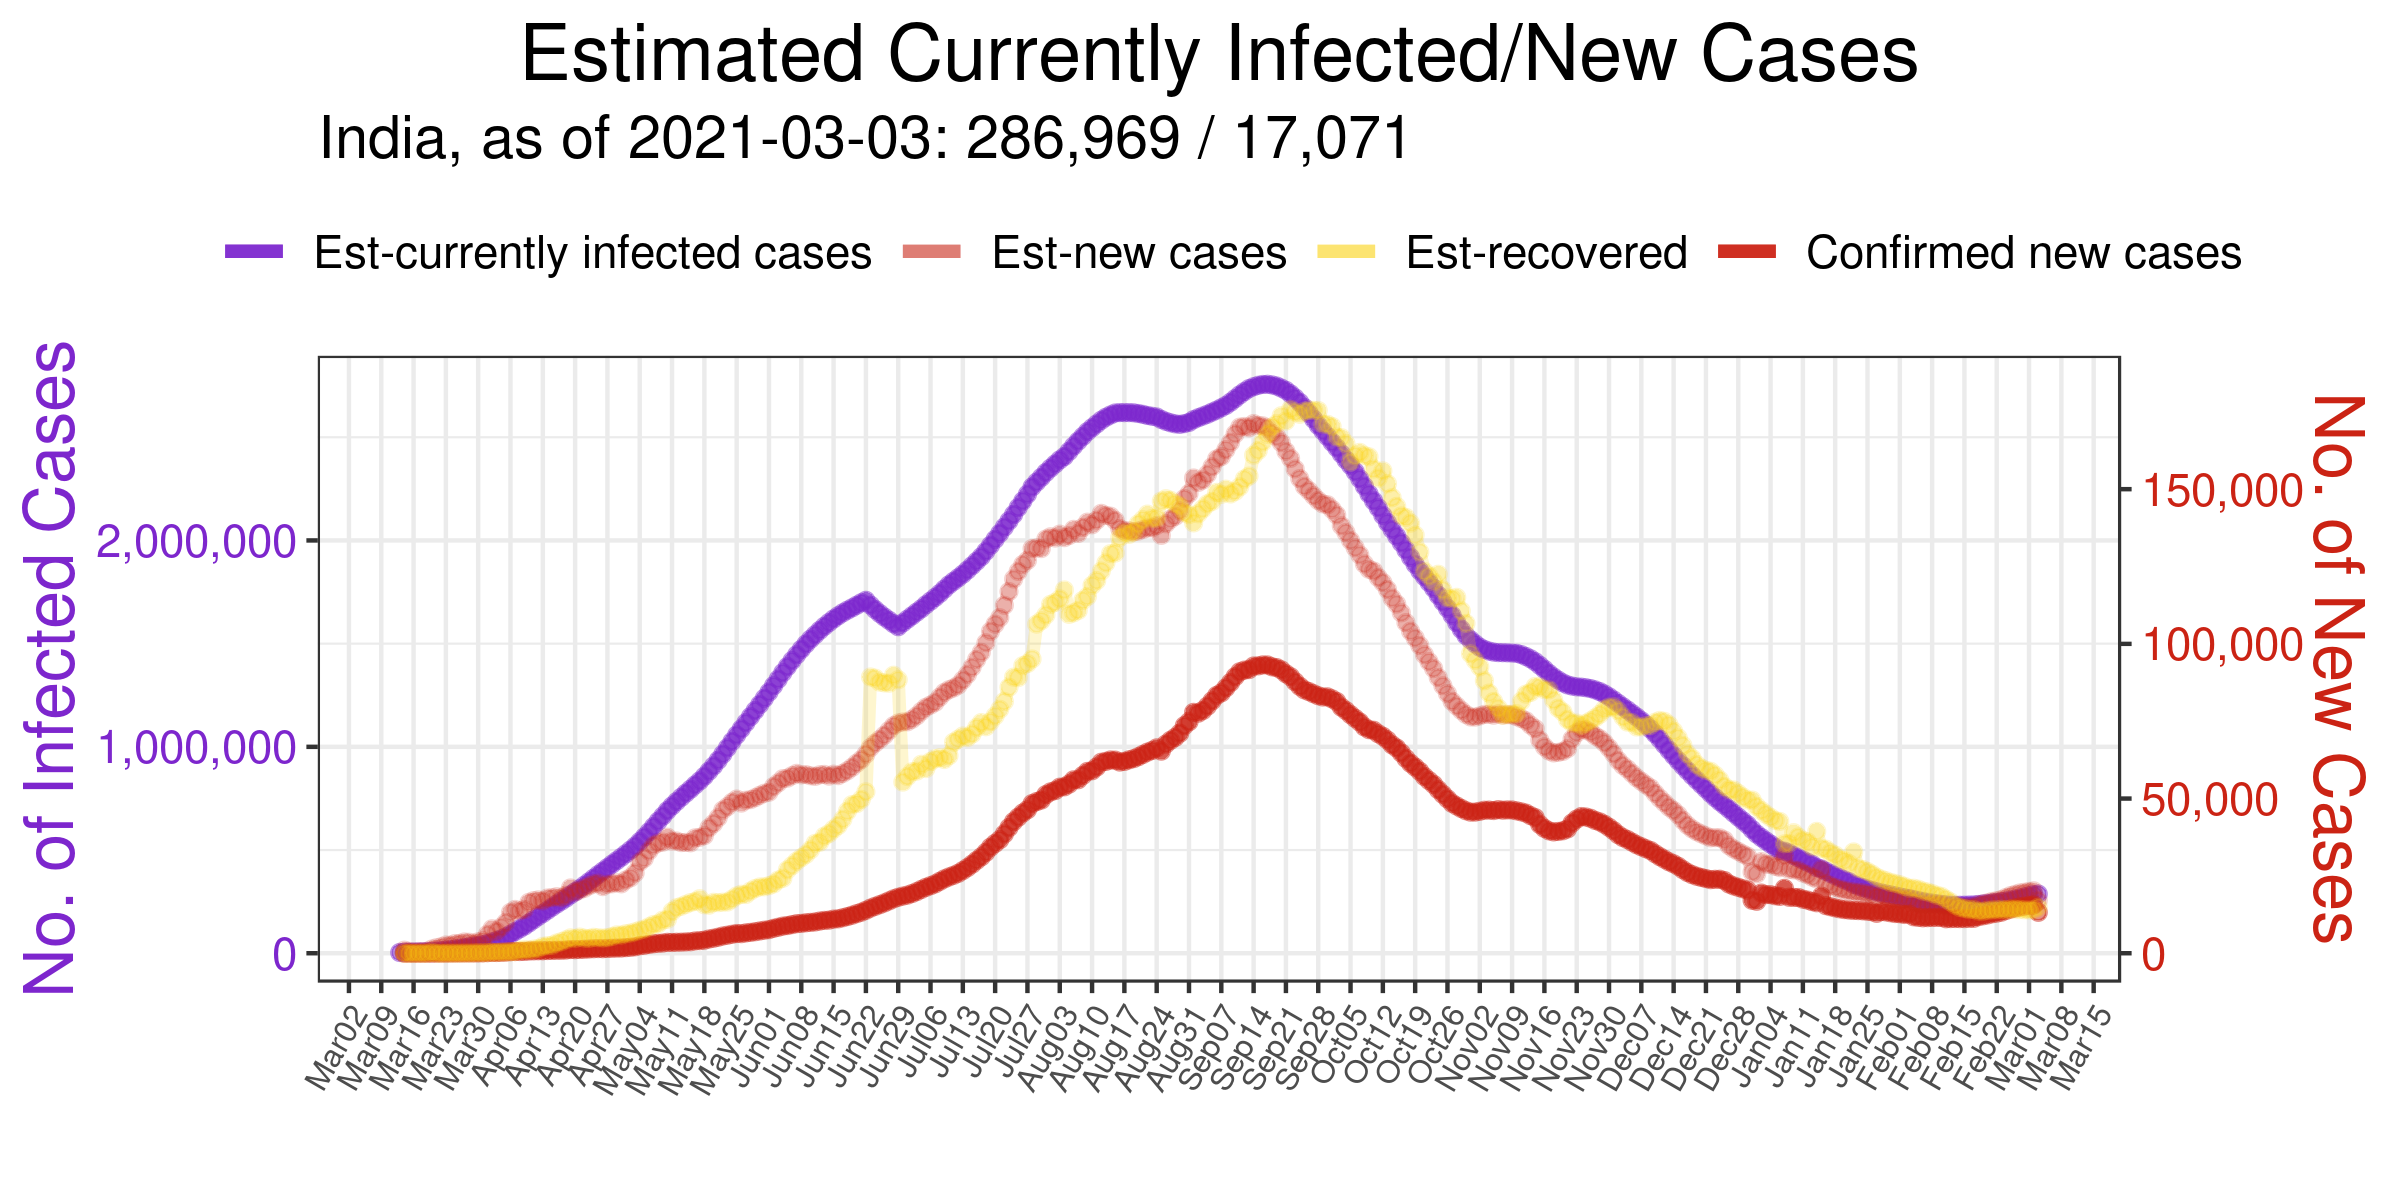 Estimated Currently Infected/New Cases
India, as of 2021-03-03: 286,969 / 17,071
Est-currently infected cases Est-new cases Est-recovered Confirmed new cases
No. of Infected Cases
2,000,000
1,000,000
0
No. of New Cases
150,000
100,000
50,000
0
Mar02 Mar09 Mar16 Mar23 Mar30 Apr06 Apr13 Apr20 Apr27 May04 May11 May18 May25 Jun01 Jun08 Jun15 Jun22 Jun29 Jul06 Jul13 Jul20 Jul27 Aug03 Aug10 Aug17 Aug24 Aug31 Sep07 Sep14 Sep21 Sep28 Oct05 Oct12 Oct19 Oct26 Nov02 Nov09 Nov16 Nov23 Nov30 Dec07 Dec14 Dec21 Dec28 Jan04 Jan11 Jan18 Jan25 Feb01 Feb08 Feb15 Feb22 Mar01 Mar08 Mar15